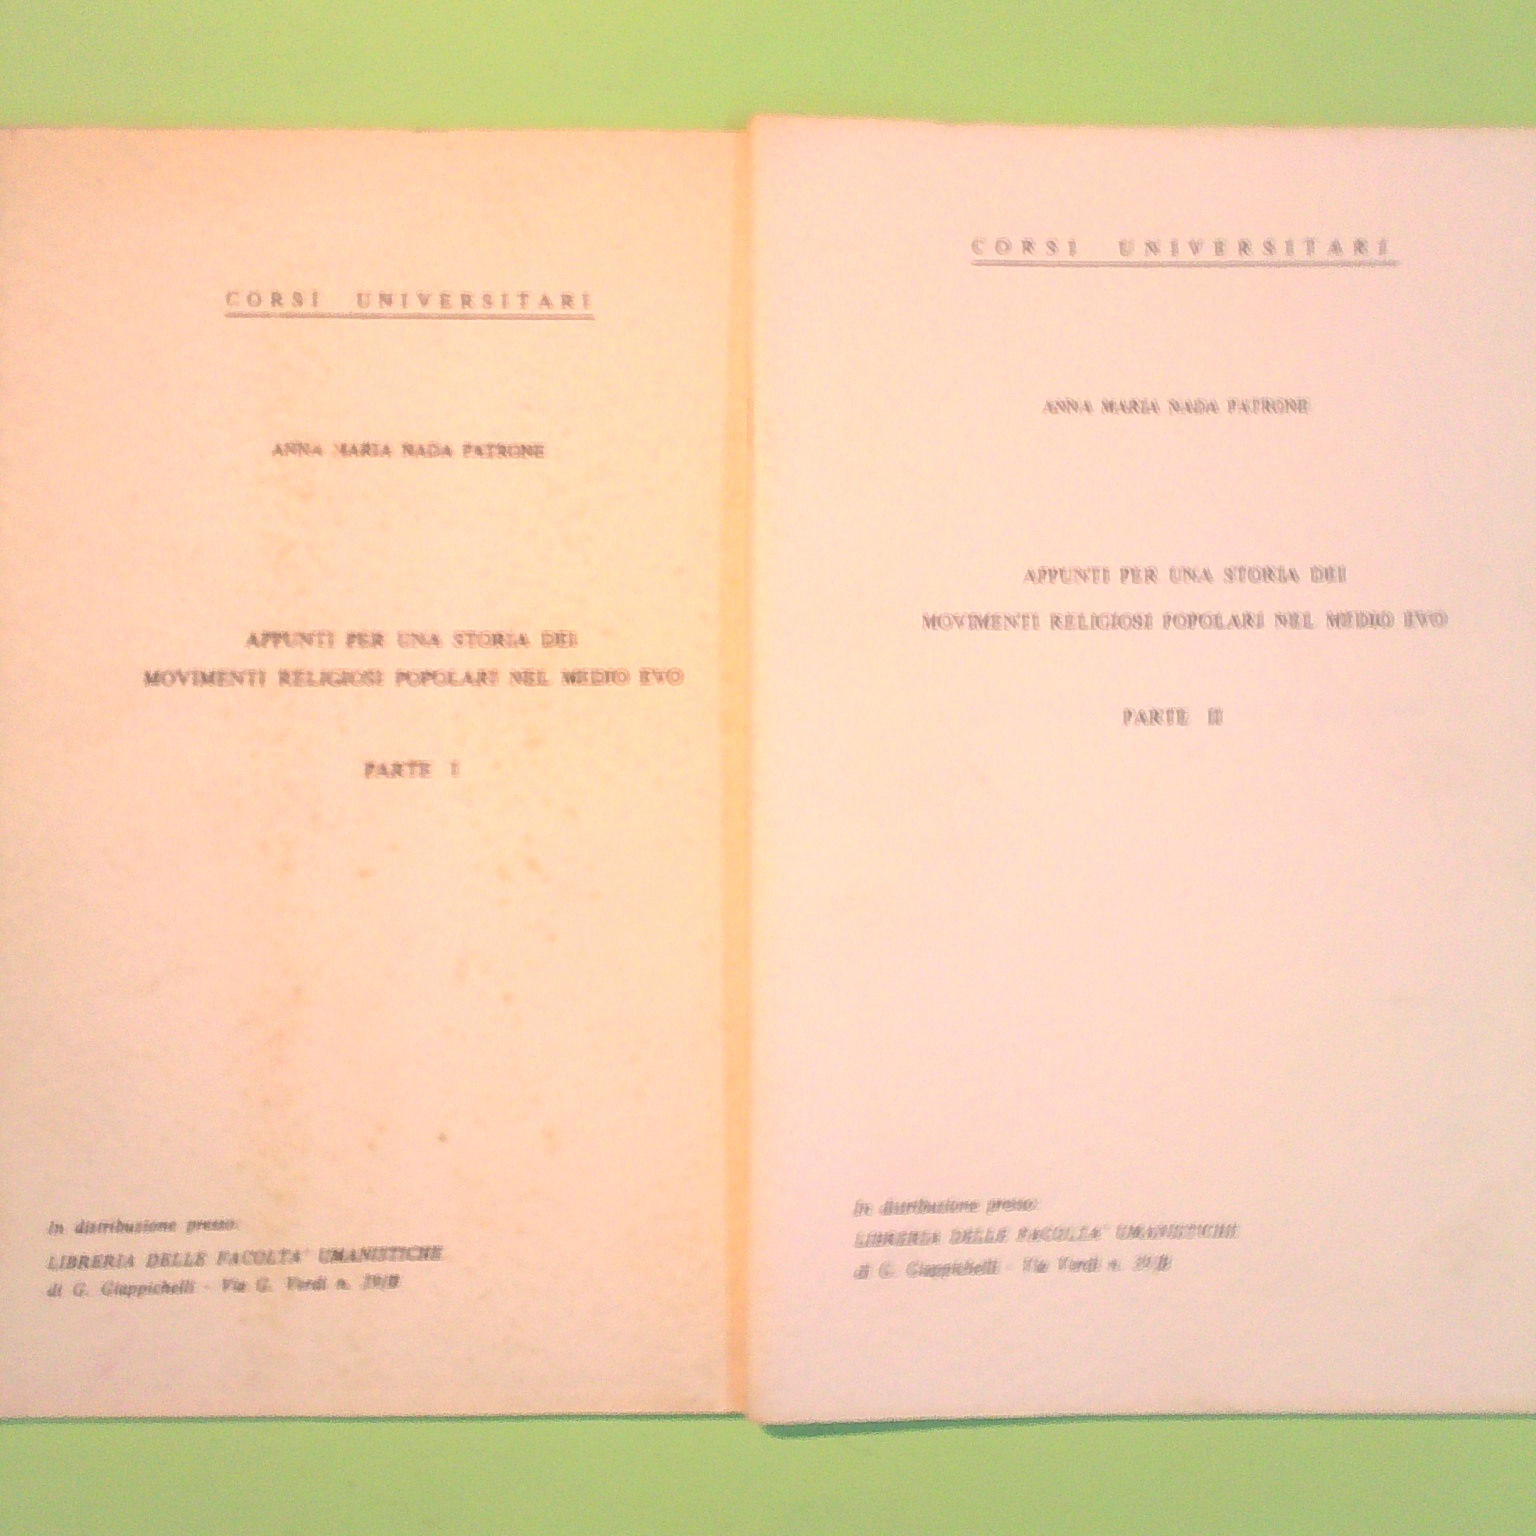 CORSI UNIVERSITARI
ANNA MARIA NADA PATRONE
APPUNTI PER UNA STORIA DEI
MOVIMENTI RELIGIOSI POPOLARI NEL MEDIO EVO
PARTE I
In distribuzione presso:
LIBRERIA DELLE FACOLTA' UMANISTICHE
di G. Giappichelli - Via G. Verdi n. 39/B
CORSI UNIVERSITARI
ANNA MARIA NADA PATRONE
APPUNTI PER UNA STORIA DEI
MOVIMENTI RELIGIOSI POPOLARI NEL MEDIO EVO
PARTE II
In distribuzione presso:
LIBRERIA DELLE FACOLTA' UMANISTICHE
di G. Giappichelli - Via Verdi n. 39/B